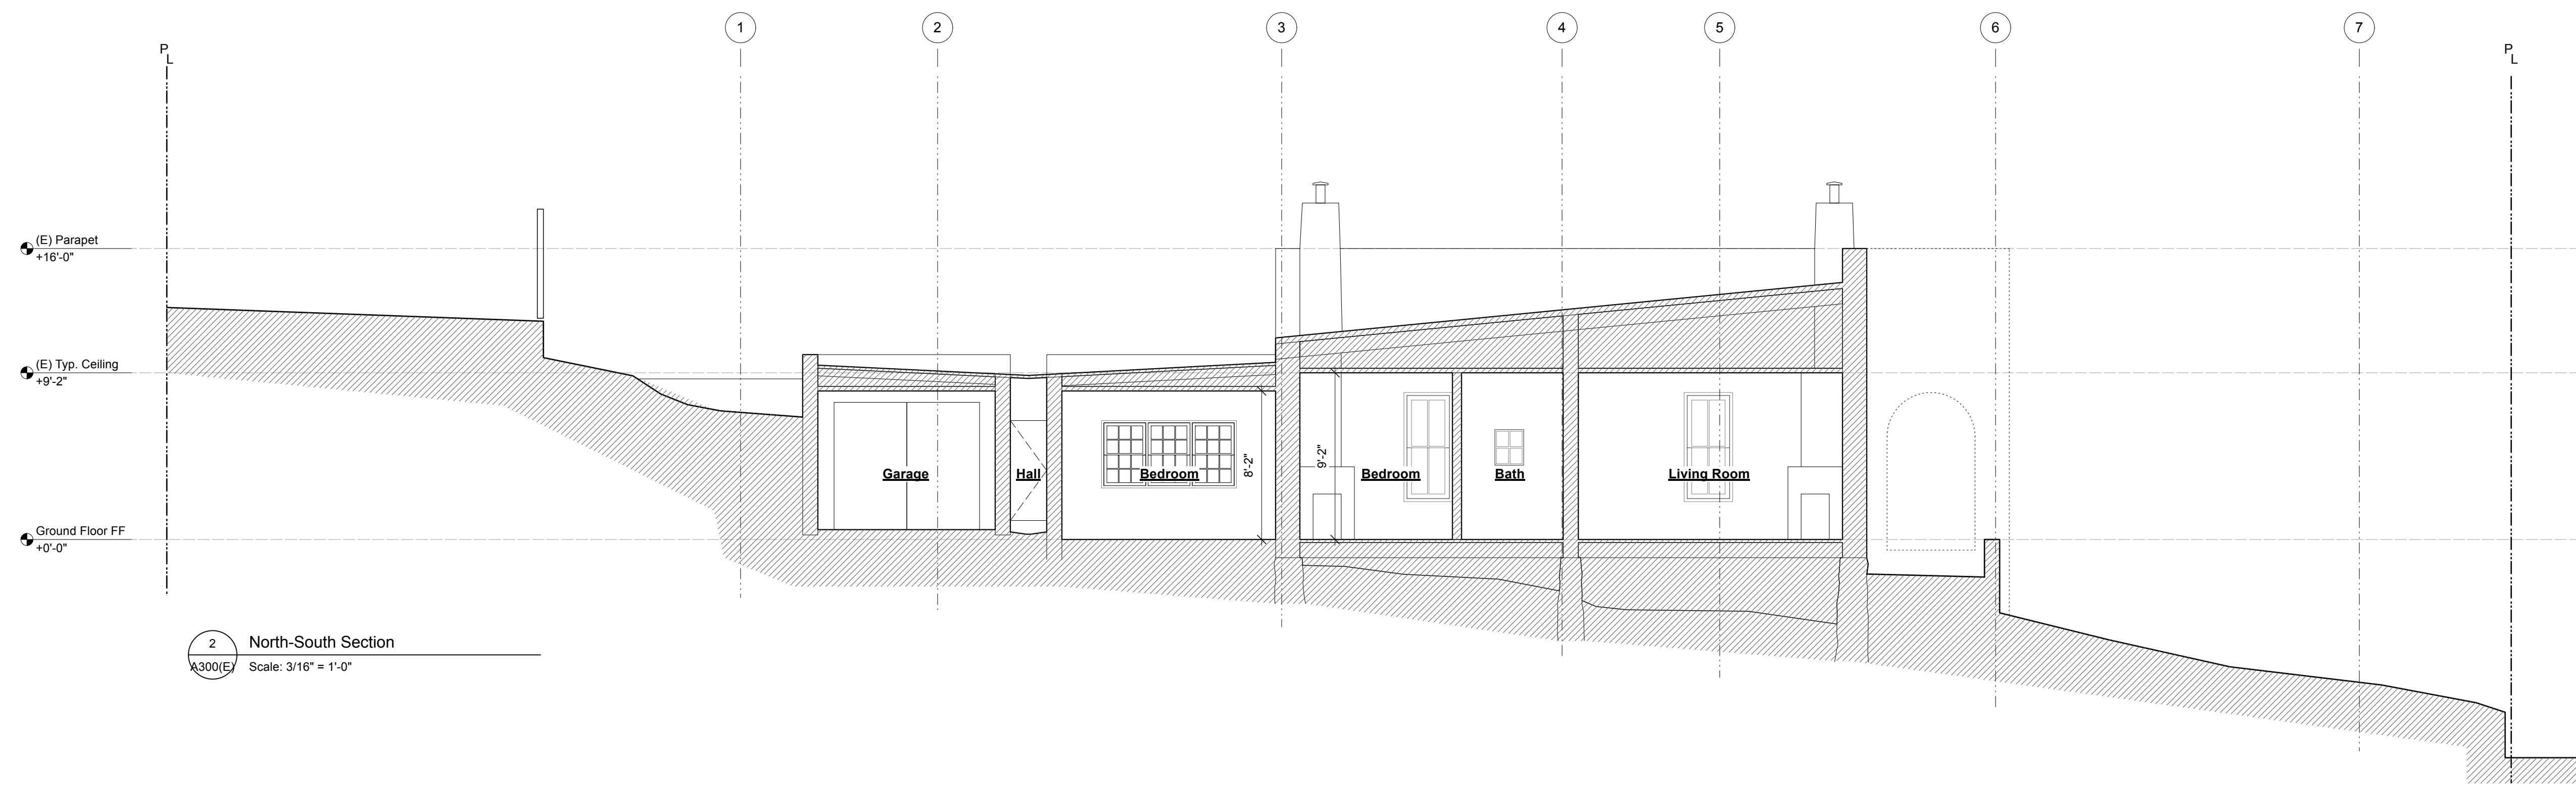 1 2 3 4 5 6 7
PL PL
(E) Parapet
+16'-0"
(E) Typ. Ceiling
+9'-2"
8'-2"
9'-2"
Garage Hall Bedroom Bedroom Bath Living Room
Ground Floor FF
+0'-0"
2 North-South Section
A300(E) Scale: 3/16" = 1'-0"